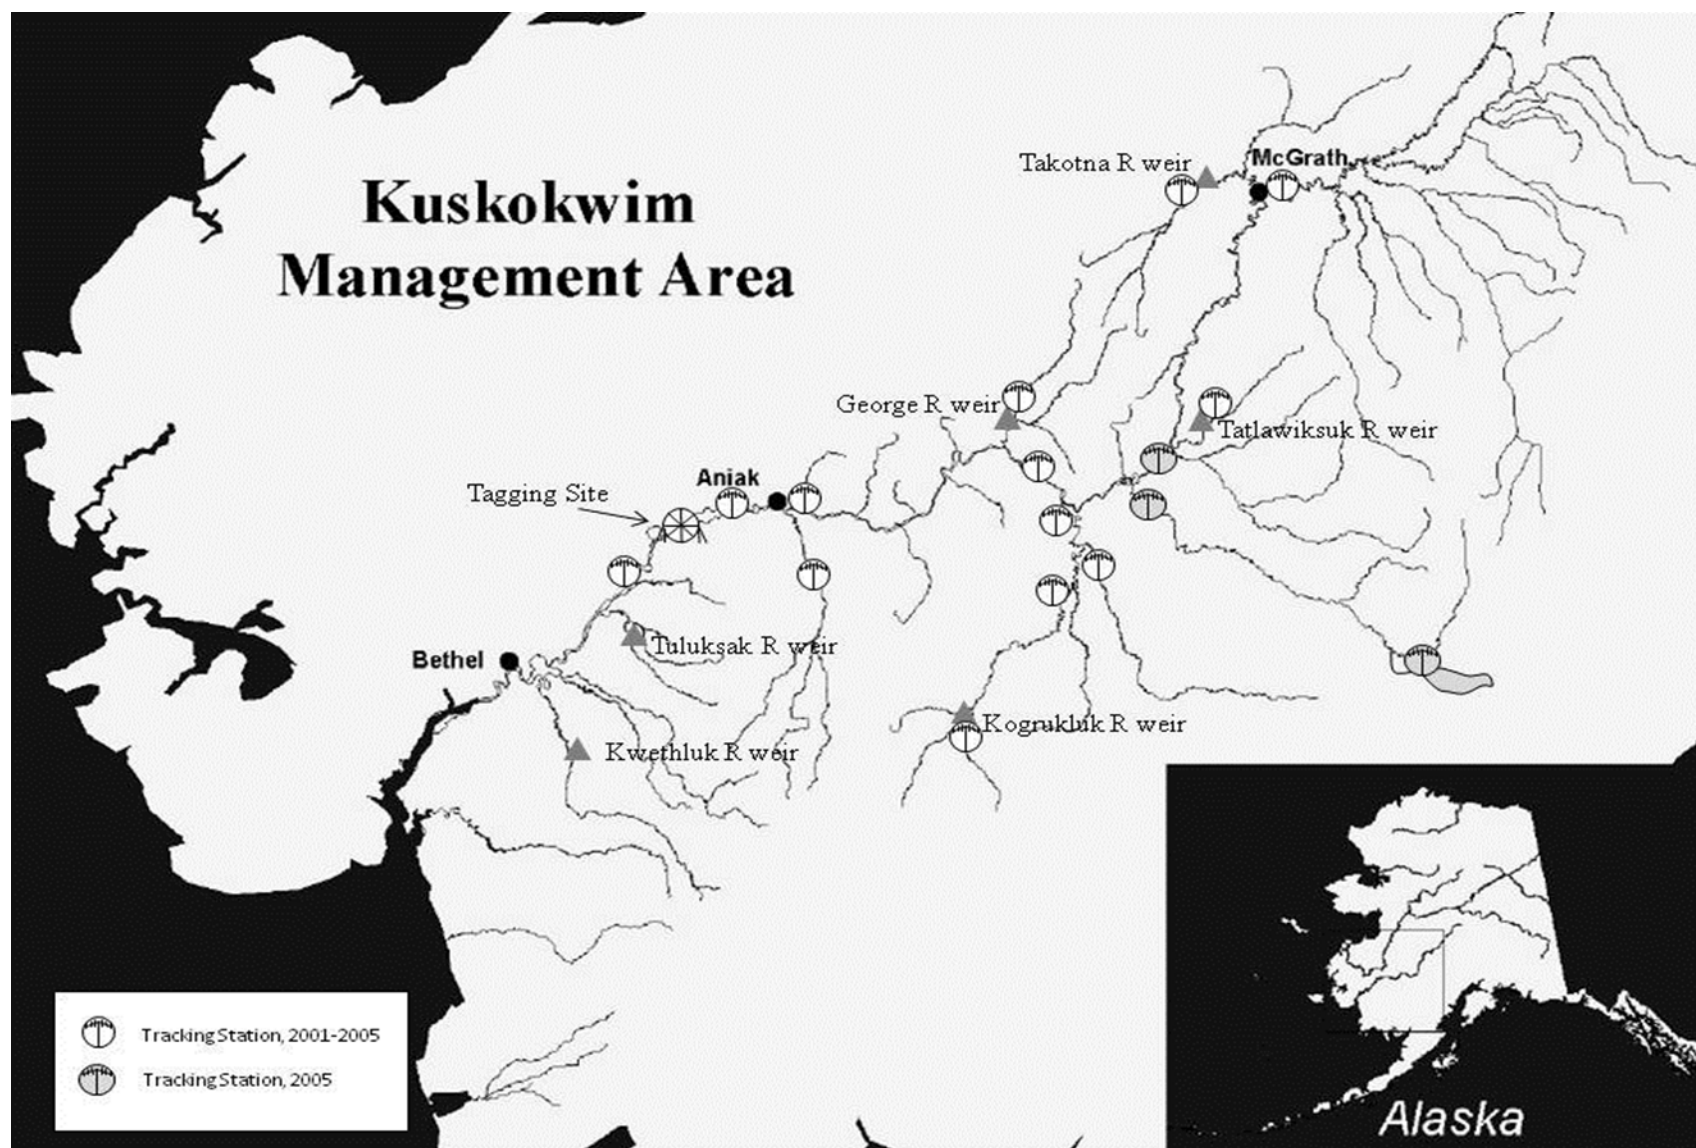 Kuskokwim
Management Area
Takotna R weir
McGrath
George R weir
Tatlawiksuk R weir
Aniak
Tagging Site
Tuluksak R weir
Bethel
Kogrukluk R weir
Kwethluk R weir
Tracking Station, 2001-2005
Tracking Station, 2005
Alaska